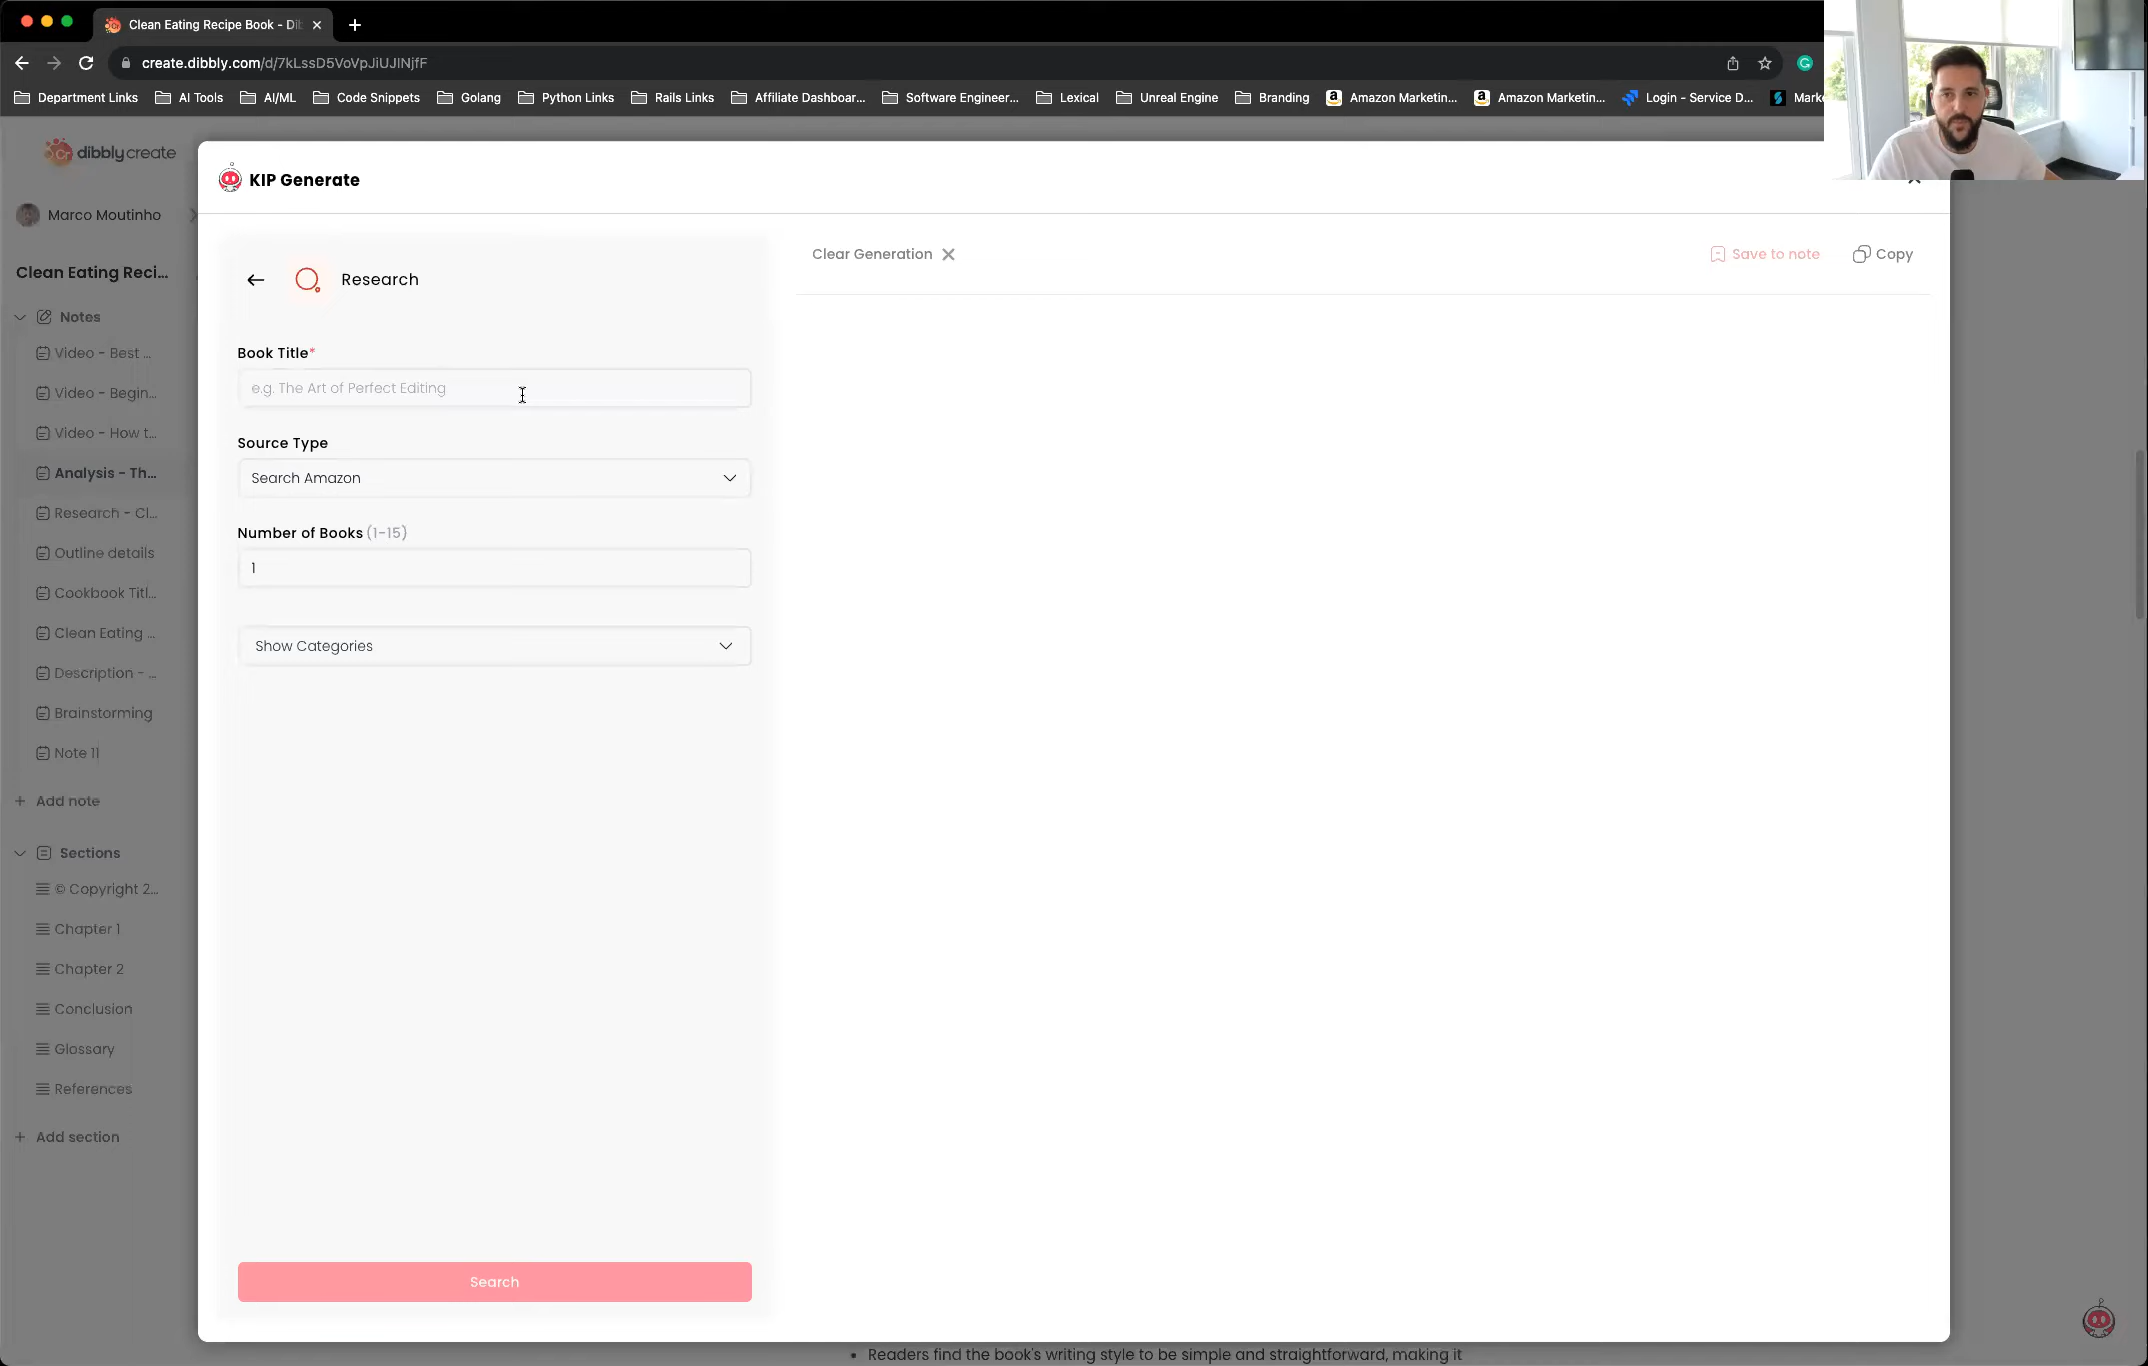 Clean Eating Recipe Book - Di
create.dibbly.com/d/7kLssD5VoVpJiUJlNjfF
Department Links
AI Tools
AI/ML
Code Snippets
Golang
Python Links
Rails Links
Affiliate Dashboar...
Software Engineer...
Lexical
Unreal Engine
Branding
Amazon Marketin...
Amazon Marketin...
Login - Service D...
Mark
dibblycreate
Marco Moutinho
Clean Eating Reci...
Notes
Video - Best ...
Video - Begin...
Video - How t...
Analysis - Th...
Research - Cl...
Outline details
Cookbook Titl...
Clean Eating ...
Description - ...
Brainstorming
Note 11
+ Add note
Sections
© Copyright 2...
Chapter 1
Chapter 2
Conclusion
Glossary
References
+ Add section
KIP Generate
Research
Book Title*
e.g. The Art of Perfect Editing
Source Type
Search Amazon
Number of Books (1-15)
1
Show Categories
Search
Clear Generation
Save to note
Copy
• Readers find the book's writing style to be simple and straightforward, making it